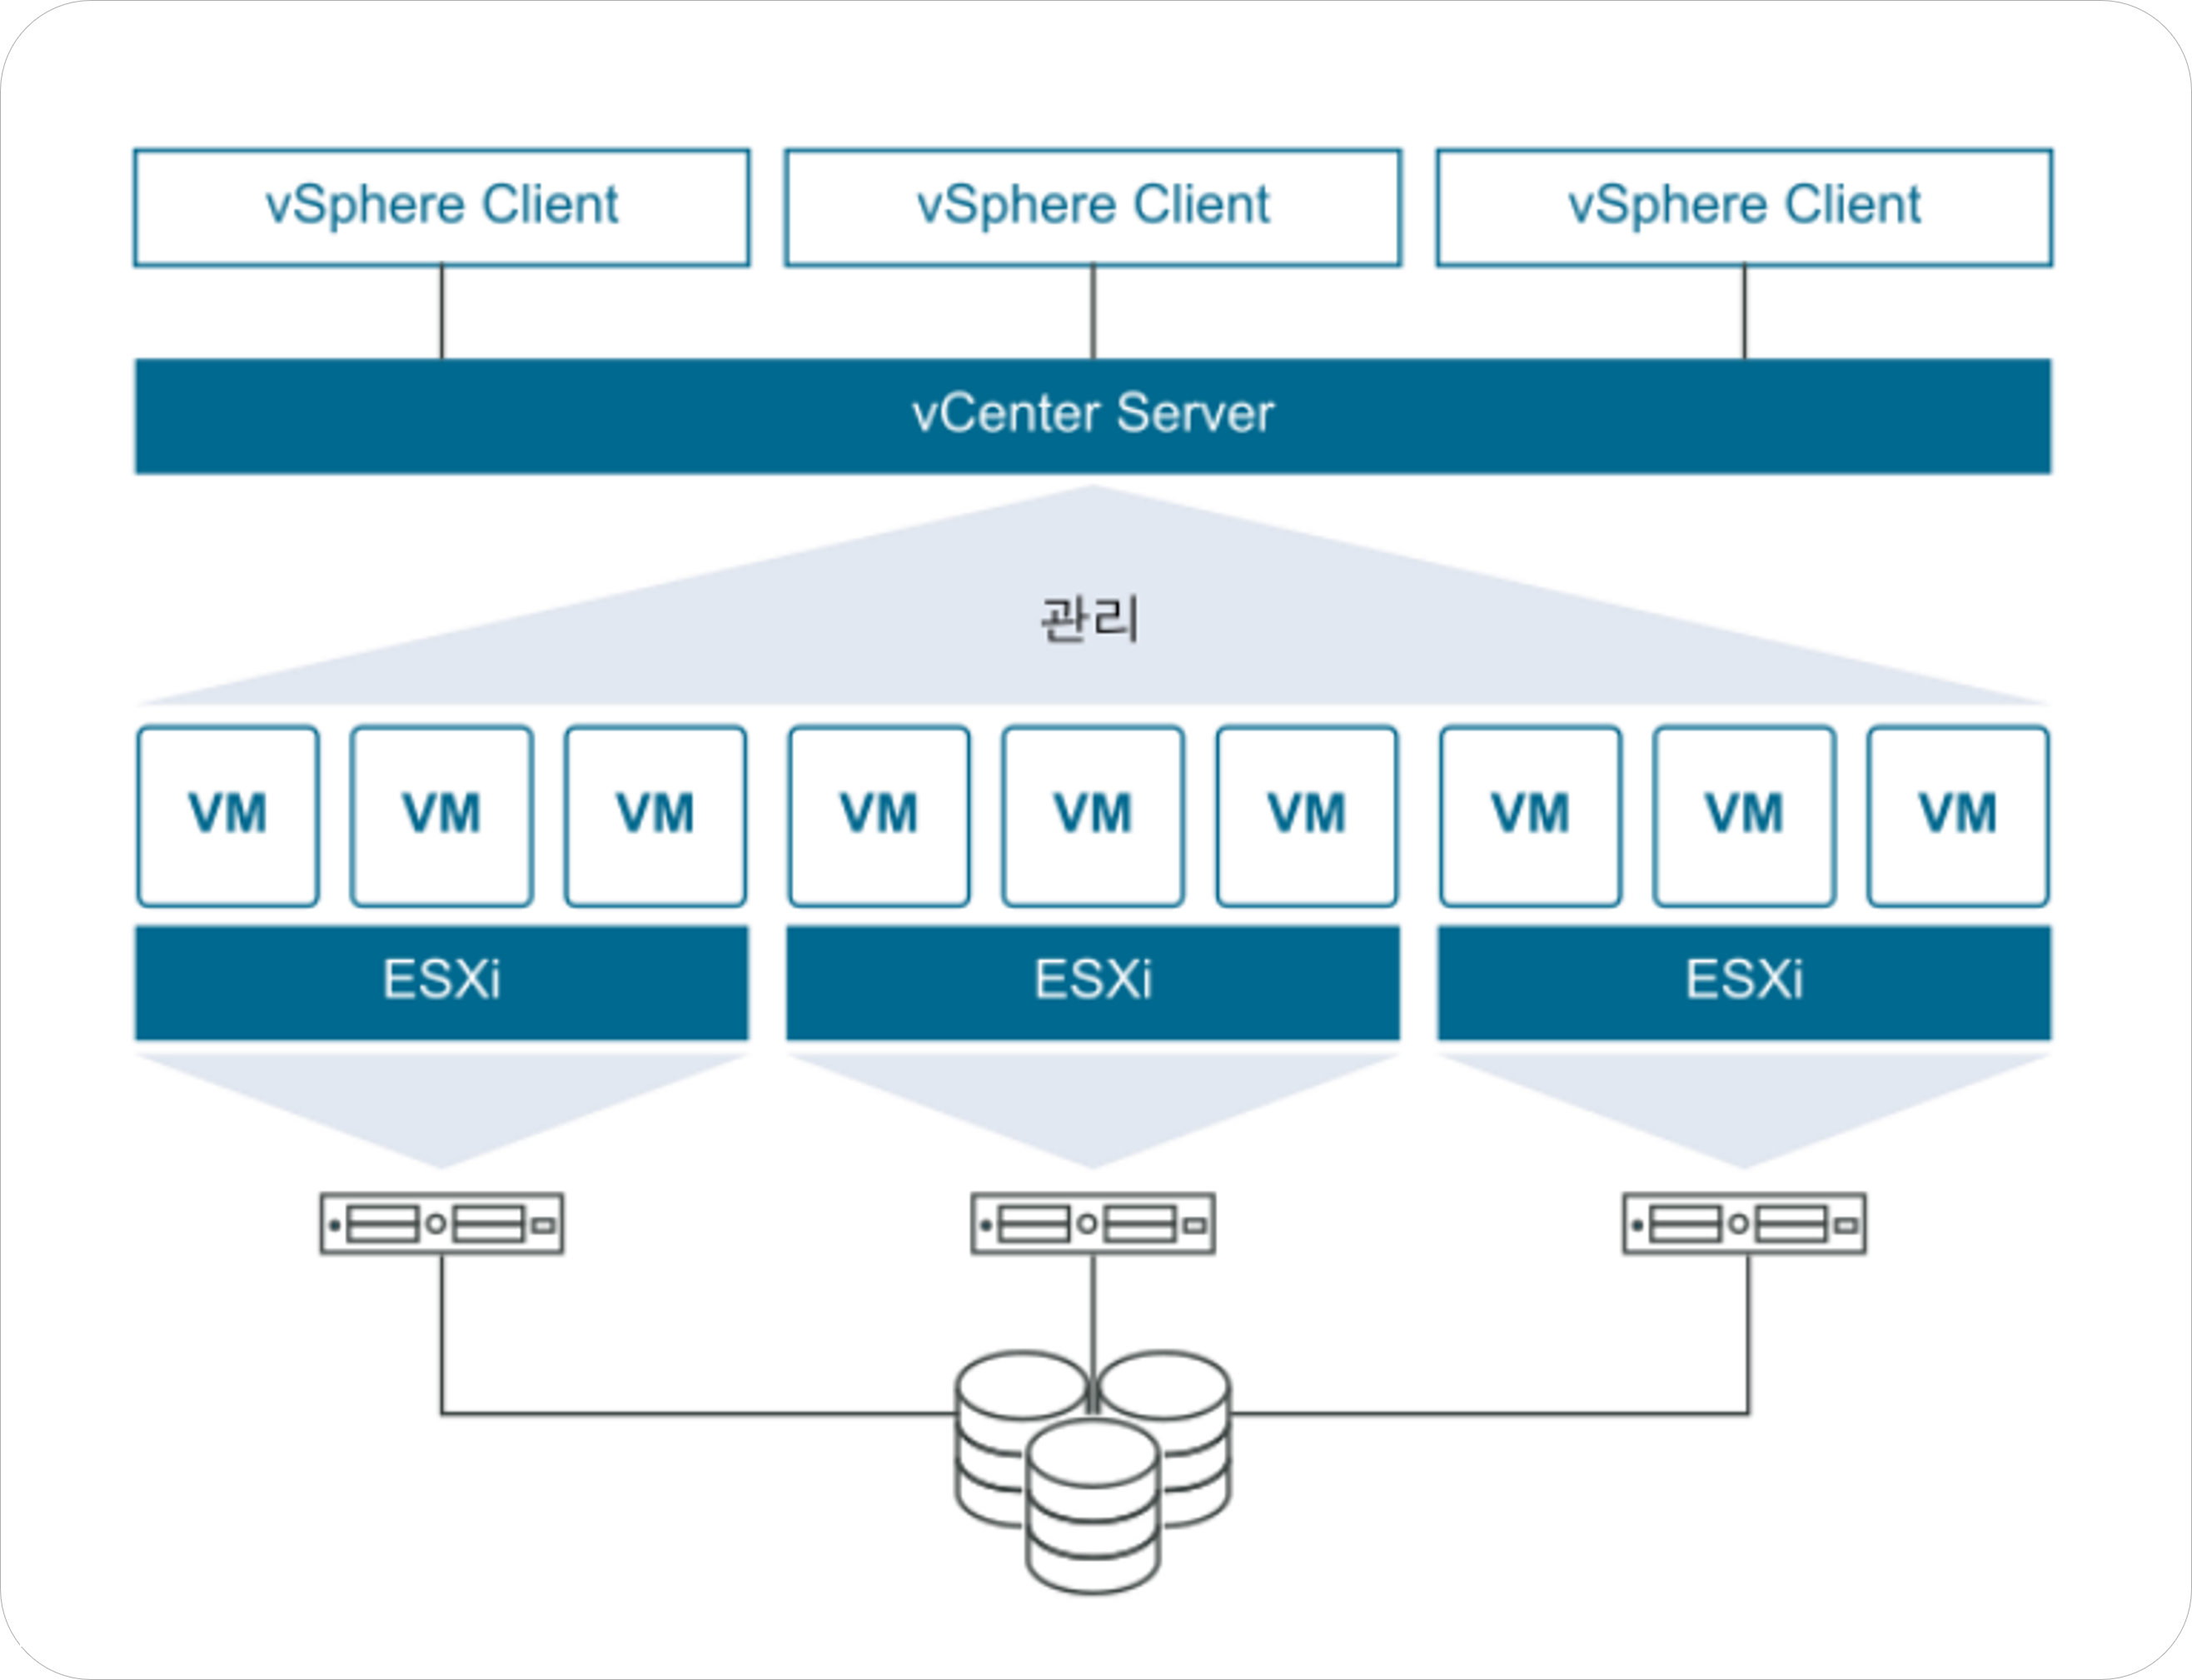 vSphere Client vSphere Client vSphere Client
vCenter Server
관리
VM VM VM VM VM VM VM VM VM
ESXi ESXi ESXi